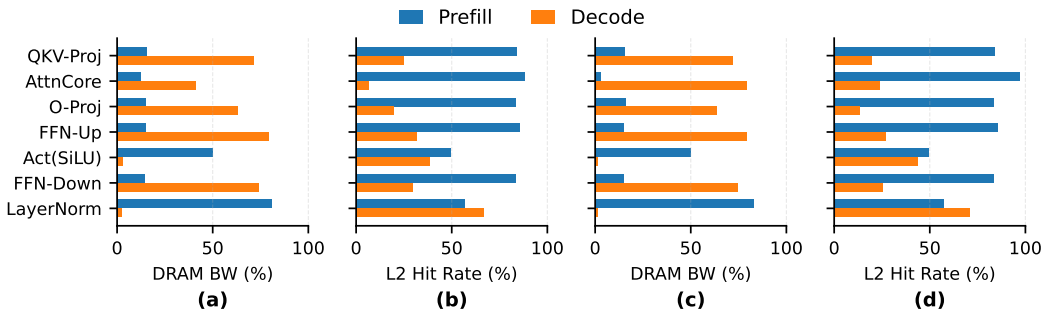 Prefill Decode
QKV-Proj
AttnCore
O-Proj
FFN-Up
Act(SiLU)
FFN-Down
LayerNorm
0 50 100 0 50 100 0 50 100 0 50 100
DRAM BW (%) L2 Hit Rate (%) DRAM BW (%) L2 Hit Rate (%)
(a) (b) (c) (d)